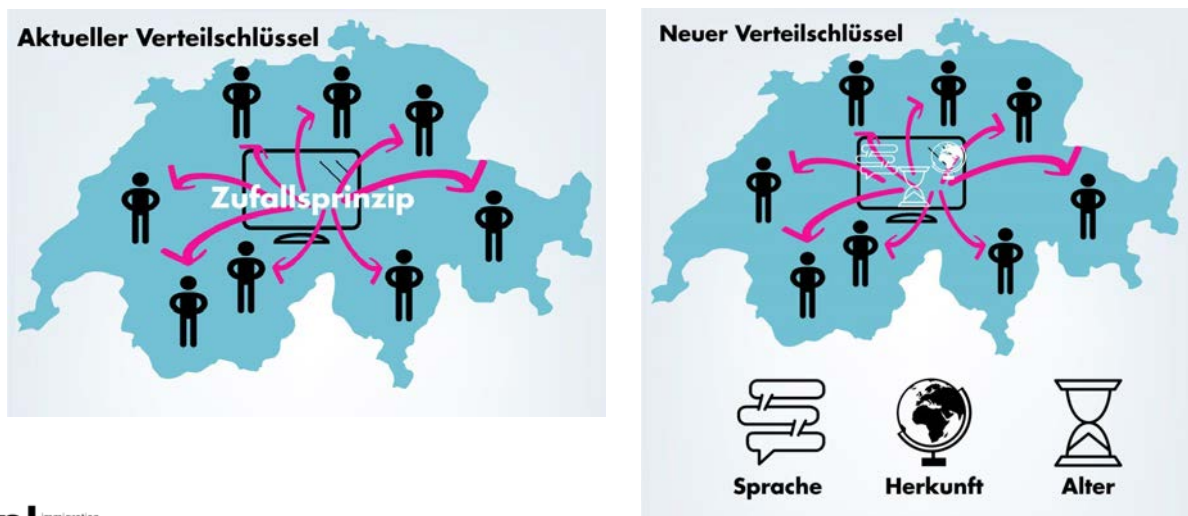 Aktueller Verteilschlüssel
Zufallsprinzip
Neuer Verteilschlüssel
Sprache
Herkunft
Alter